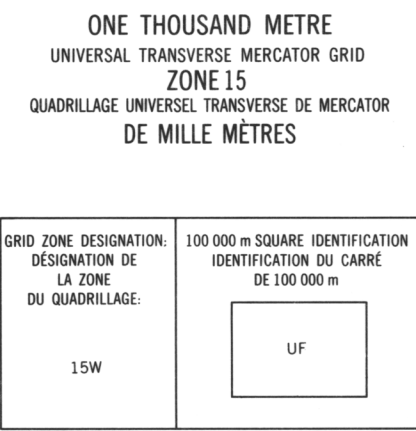 ONE THOUSAND METRE
UNIVERSAL TRANSVERSE MERCATOR GRID
ZONE 15
QUADRILLAGE UNIVERSEL TRANSVERSE DE MERCATOR
DE MILLE MÈTRES
GRID ZONE DESIGNATION:
DÉSIGNATION DE
LA ZONE
DU QUADRILLAGE:
15W
100 000 m SQUARE IDENTIFICATION
IDENTIFICATION DU CARRÉ
DE 100 000 m
UF